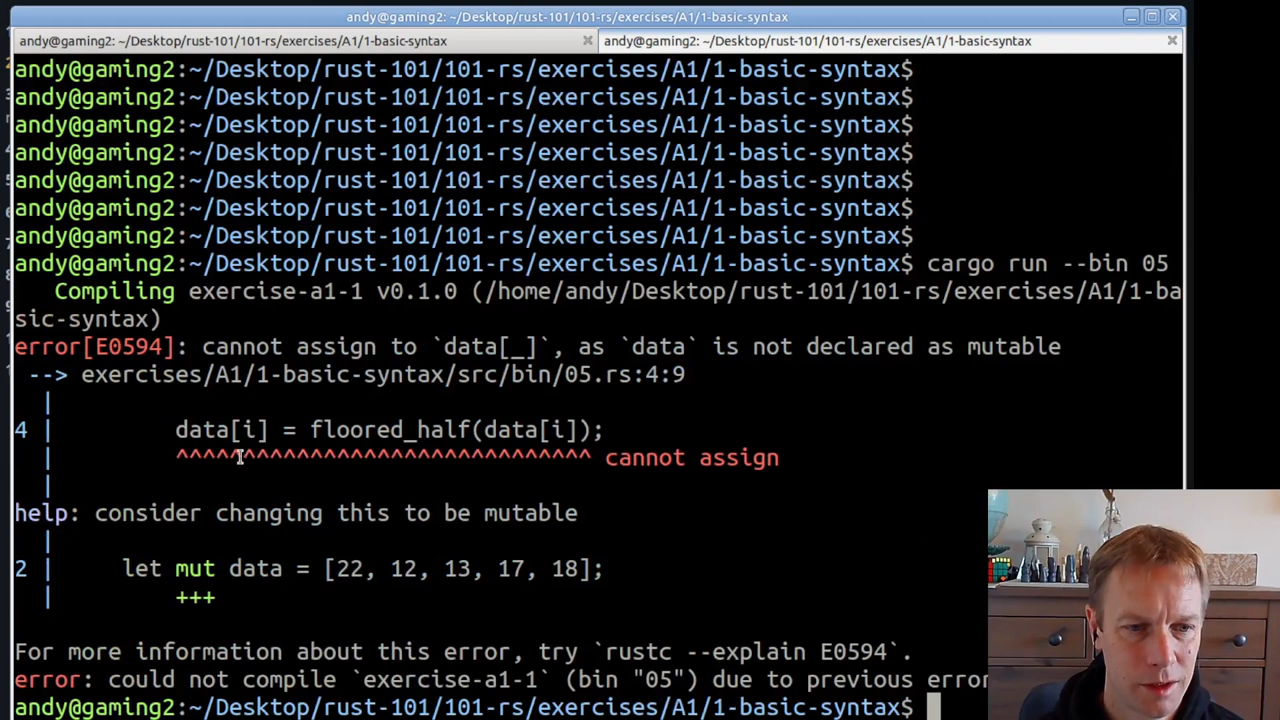 andy@gaming2: ~/Desktop/rust-101/101-rs/exercises/A1/1-basic-syntax
andy@gaming2: ~/Desktop/rust-101/101-rs/exercises/A1/1-basic-syntax andy@gaming2: ~/Desktop/rust-101/101-rs/exercises/A1/1-basic-syntax
andy@gaming2:~/Desktop/rust-101/101-rs/exercises/A1/1-basic-syntax$
andy@gaming2:~/Desktop/rust-101/101-rs/exercises/A1/1-basic-syntax$
andy@gaming2:~/Desktop/rust-101/101-rs/exercises/A1/1-basic-syntax$
andy@gaming2:~/Desktop/rust-101/101-rs/exercises/A1/1-basic-syntax$
andy@gaming2:~/Desktop/rust-101/101-rs/exercises/A1/1-basic-syntax$
andy@gaming2:~/Desktop/rust-101/101-rs/exercises/A1/1-basic-syntax$
andy@gaming2:~/Desktop/rust-101/101-rs/exercises/A1/1-basic-syntax$
andy@gaming2:~/Desktop/rust-101/101-rs/exercises/A1/1-basic-syntax$ cargo run --bin 05
   Compiling exercise-a1-1 v0.1.0 (/home/andy/Desktop/rust-101/101-rs/exercises/A1/1-ba
sic-syntax)
error[E0594]: cannot assign to `data[_]`, as `data` is not declared as mutable
 --> exercises/A1/1-basic-syntax/src/bin/05.rs:4:9
  |
4 |         data[i] = floored_half(data[i]);
  |         ^^^^^^^^^^^^^^^^^^^^^^^^^^^^^^^ cannot assign
  |
help: consider changing this to be mutable
  |
2 |     let mut data = [22, 12, 13, 17, 18];
  |         +++

For more information about this error, try `rustc --explain E0594`.
error: could not compile `exercise-a1-1` (bin "05") due to previous error
andy@gaming2:~/Desktop/rust-101/101-rs/exercises/A1/1-basic-syntax$